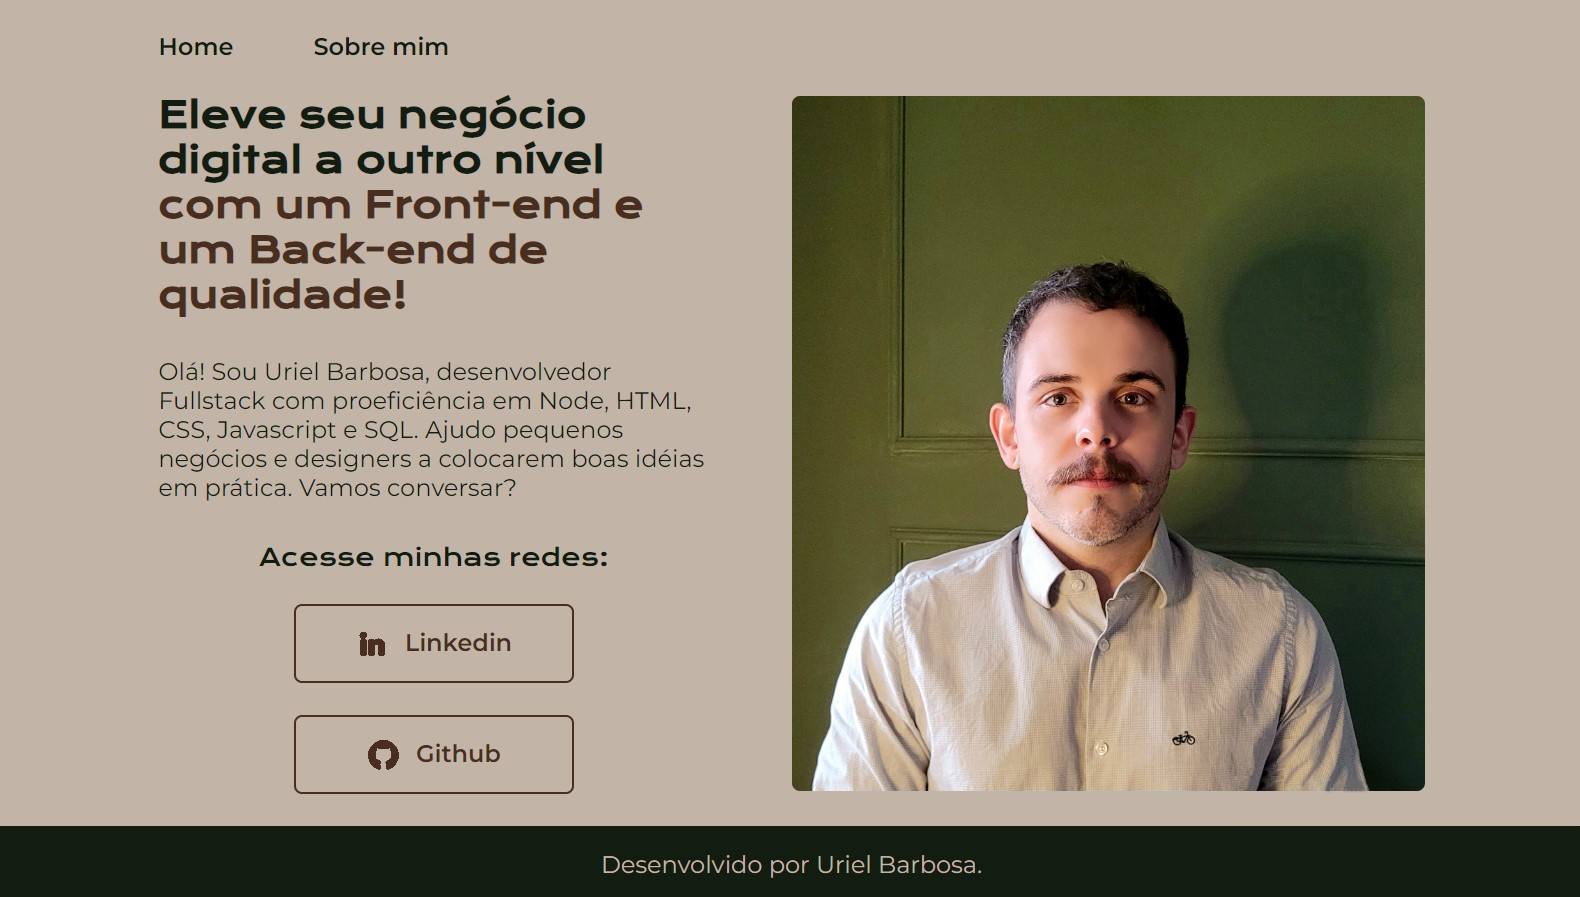 Home
Sobre mim
Eleve seu negócio
digital a outro nível
com um Front-end e
um Back-end de
qualidade!
Olá! Sou Uriel Barbosa, desenvolvedor
Fullstack com proeficiência em Node, HTML,
CSS, Javascript e SQL. Ajudo pequenos
negócios e designers a colocarem boas idéias
em prática. Vamos conversar?
Acesse minhas redes:
in Linkedin
Github
Desenvolvido por Uriel Barbosa.